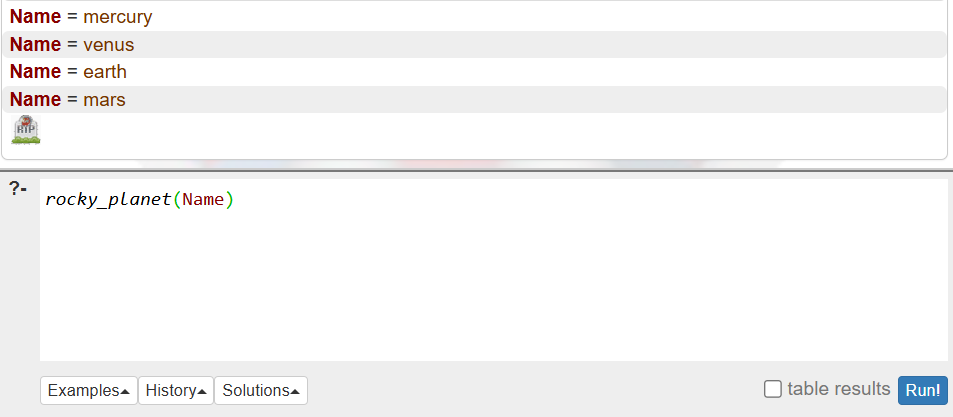 Name = mercury
Name = venus
Name = earth
Name = mars
RIP
?- rocky_planet(Name)
Examples▴ History▴ Solutions▴ table results Run!